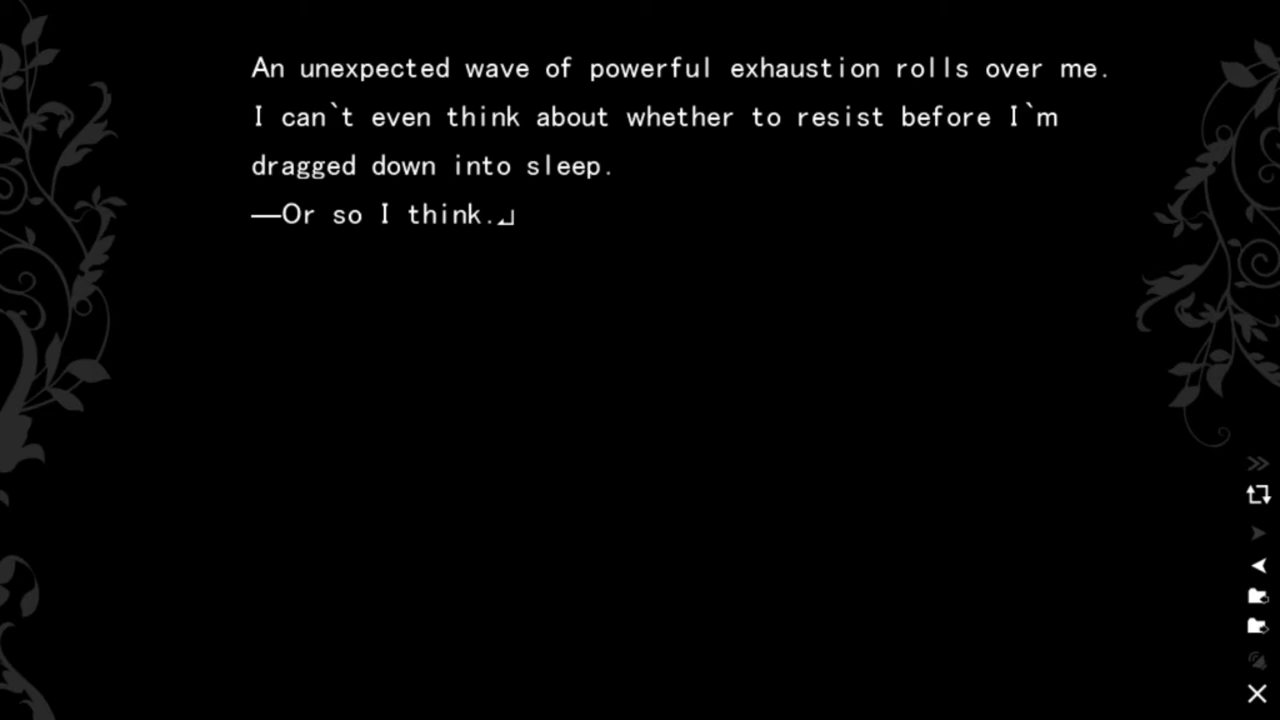 An unexpected wave of powerful exhaustion rolls over me.
I can`t even think about whether to resist before I`m
dragged down into sleep.
—Or so I think.